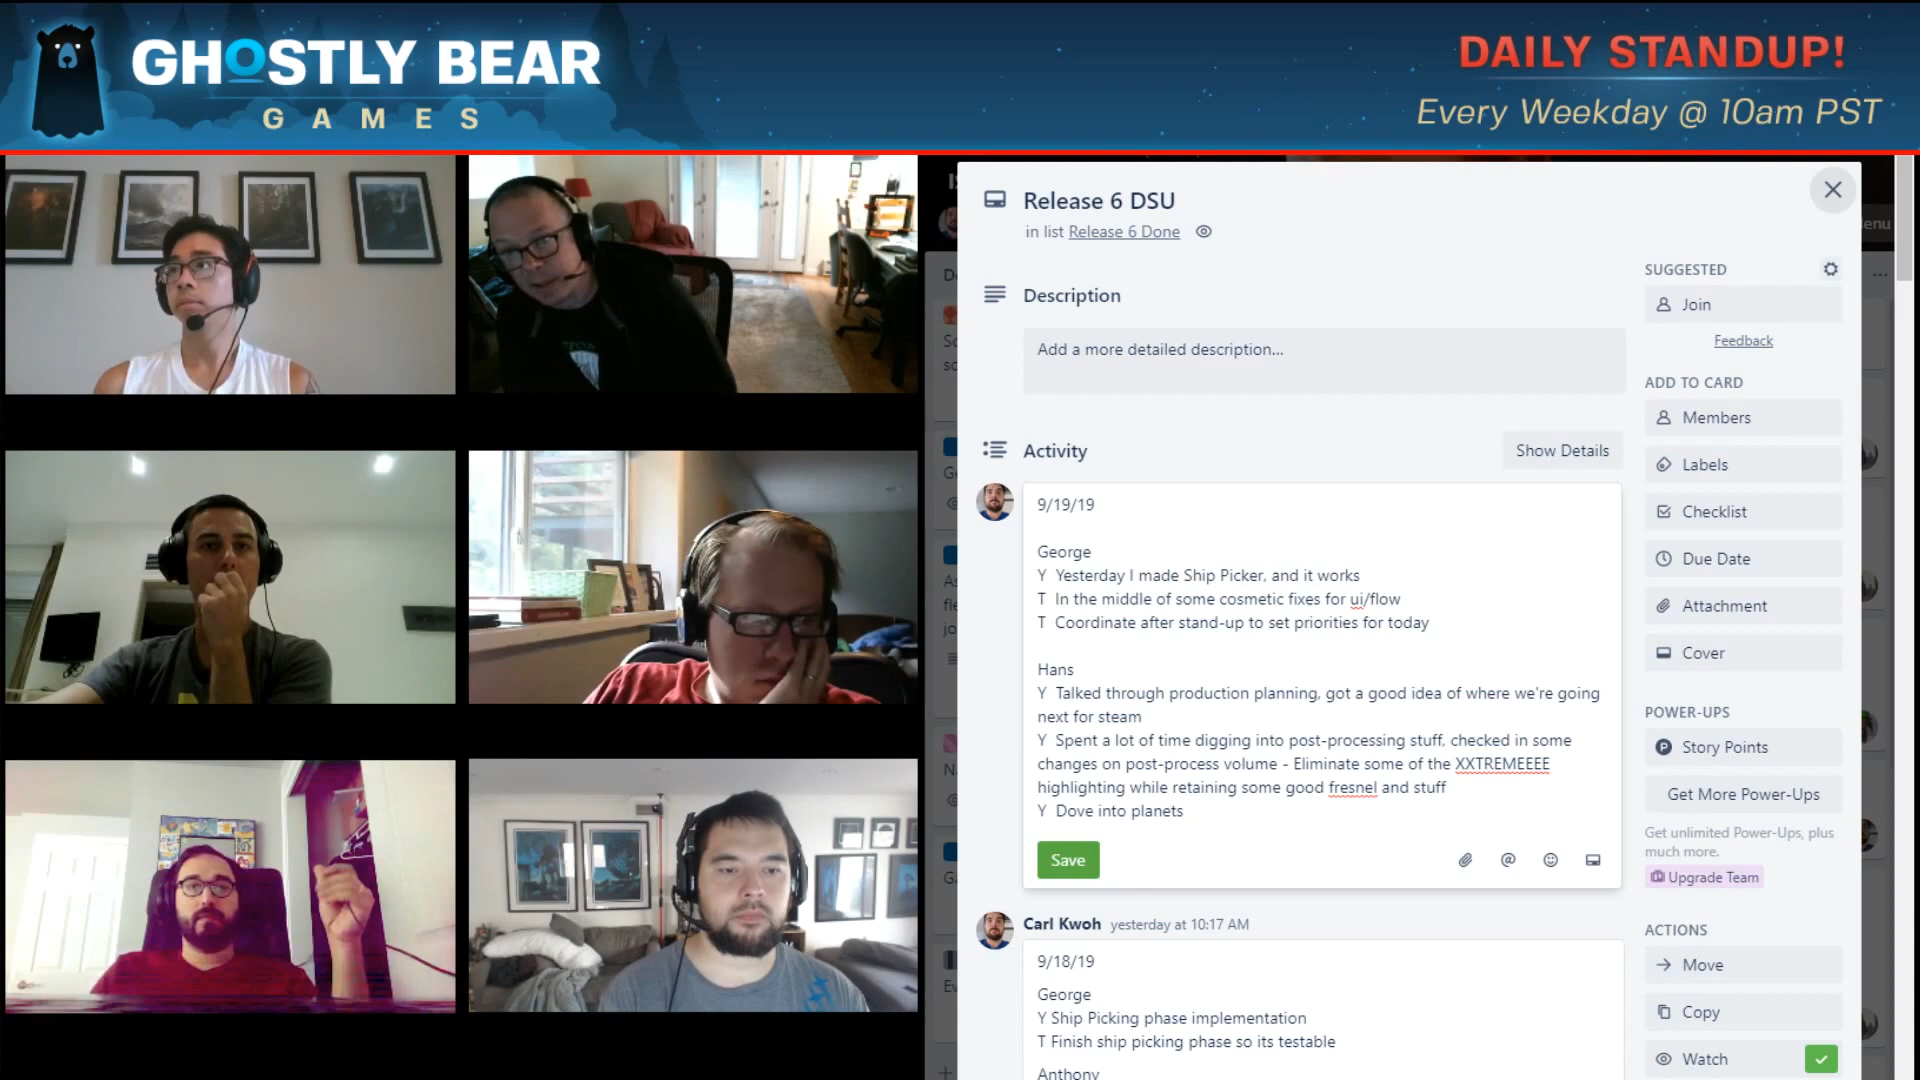 GHOSTLY BEAR
GAMES
DAILY STANDUP!
Every Weekday @ 10am PST
Release 6 DSU
in list Release 6 Done
Description
Add a more detailed description...
Activity
Show Details
9/19/19
George
Y Yesterday I made Ship Picker, and it works
T In the middle of some cosmetic fixes for ui/flow
T Coordinate after stand-up to set priorities for today
Hans
Y Talked through production planning, got a good idea of where we're going
next for steam
Y Spent a lot of time digging into post-processing stuff, checked in some
changes on post-process volume - Eliminate some of the XXTREMEEEE
highlighting while retaining some good fresnel and stuff
Y Dove into planets
Save
Carl Kwoh yesterday at 10:17 AM
9/18/19
George
Y Ship Picking phase implementation
T Finish ship picking phase so its testable
Anthony
SUGGESTED
Join
Feedback
ADD TO CARD
Members
Labels
Checklist
Due Date
Attachment
Cover
POWER-UPS
Story Points
Get More Power-Ups
Get unlimited Power-Ups, plus
much more.
Upgrade Team
ACTIONS
Move
Copy
Watch